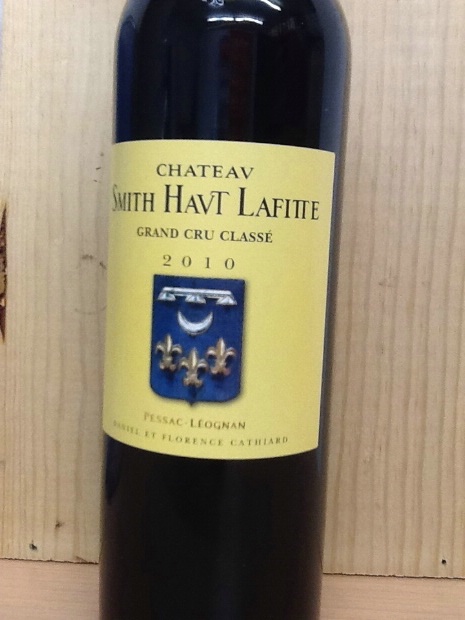 CHATEAV
SMITH HAVT LAFITTE
GRAND CRU CLASSÉ
2010
PESSAC-LÉOGNAN
DANIEL ET FLORENCE CATHIARD